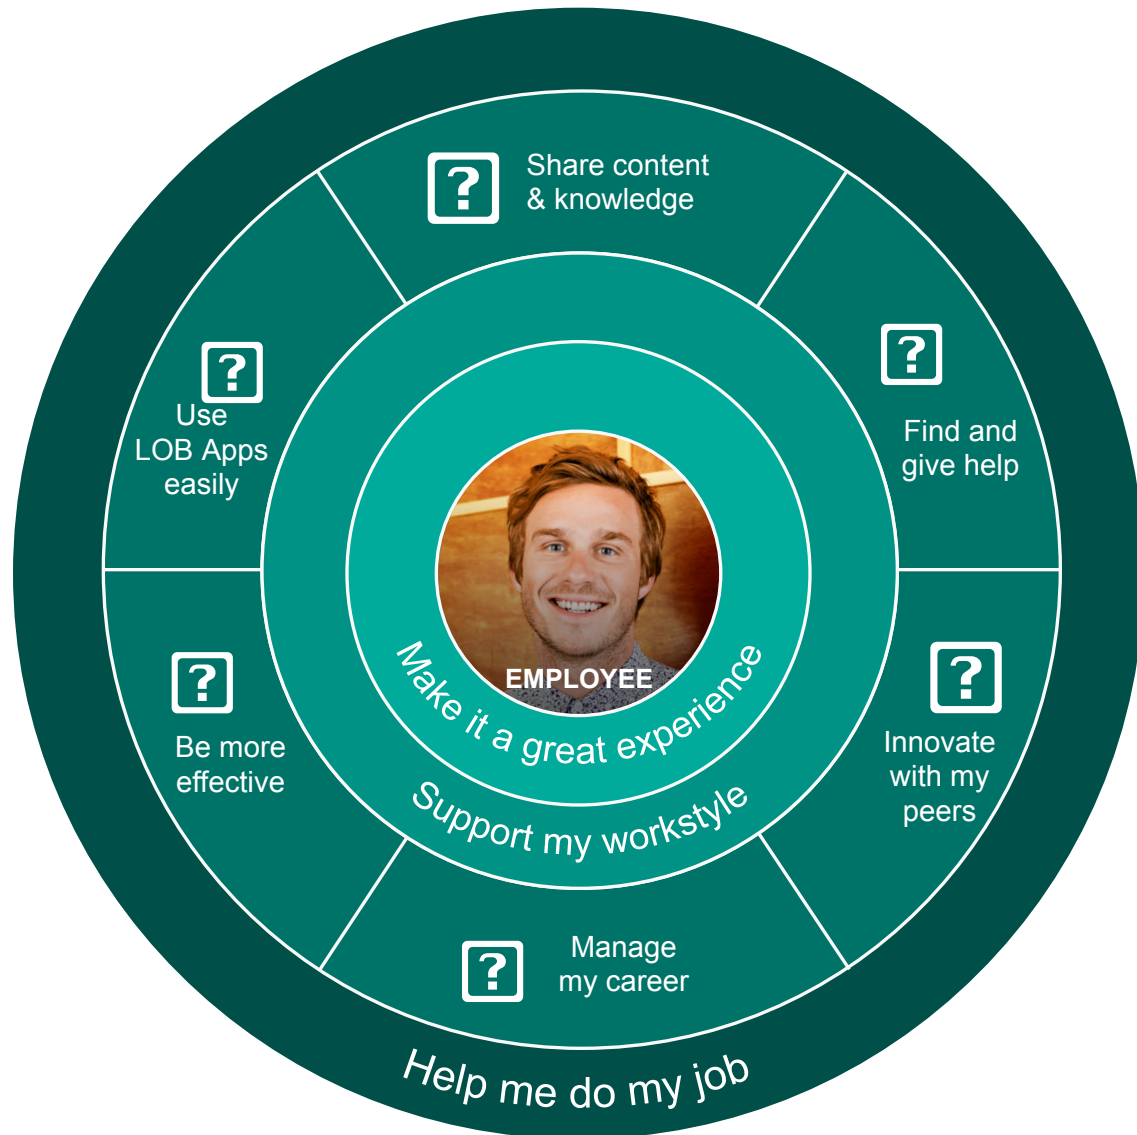 Share content
& knowledge
Use
LOB Apps
easily
Find and
give help
EMPLOYEE
Make it a great experience
Support my workstyle
Be more
effective
Innovate
with my
peers
Manage
my career
Help me do my job